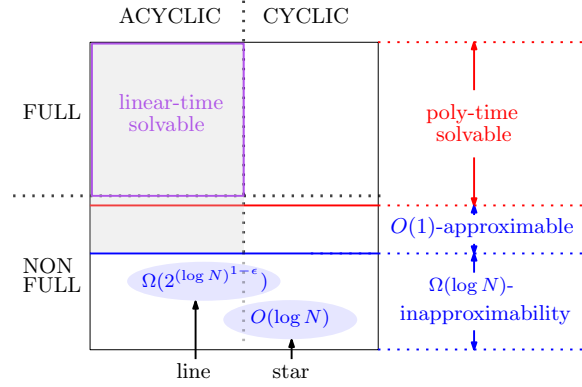 ACYCLIC CYCLIC
FULL
linear-time
solvable
poly-time
solvable
O(1)-approximable
NON
FULL
Ω(2^{(log N)^{1−ϵ}})
O(log N)
Ω(log N)-
inapproximability
line
star